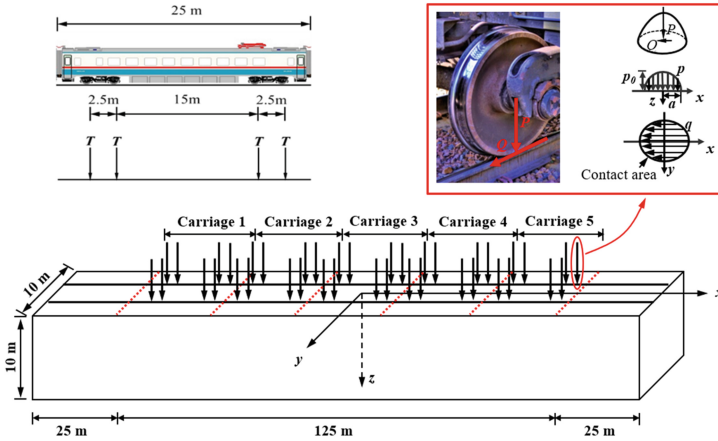 25 m
2.5m 15m 2.5m
T T T T
P
Q
P
O
p₀ p x
z a
q
x
y
Contact area
Carriage 1 Carriage 2 Carriage 3 Carriage 4 Carriage 5
10 m
x
y
z
10 m
25 m 125 m 25 m